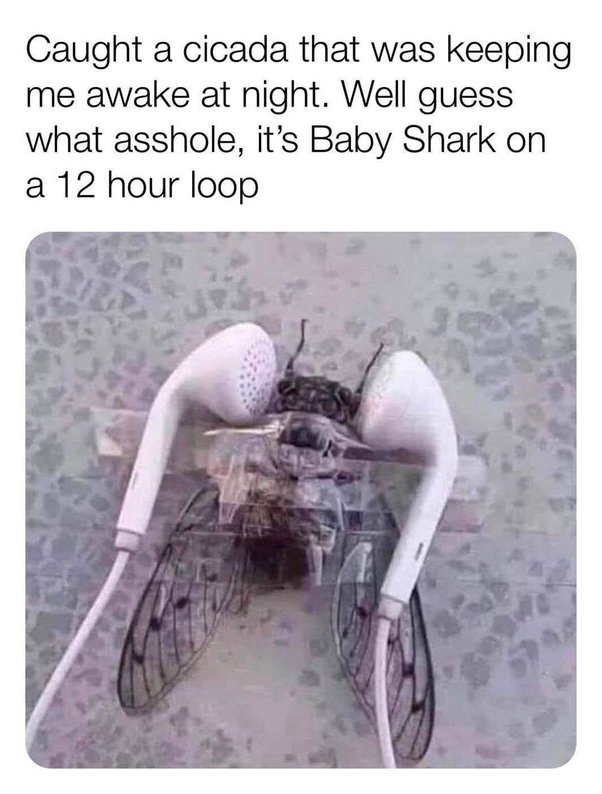 Caught a cicada that was keeping
me awake at night. Well guess
what asshole, it’s Baby Shark on
a 12 hour loop